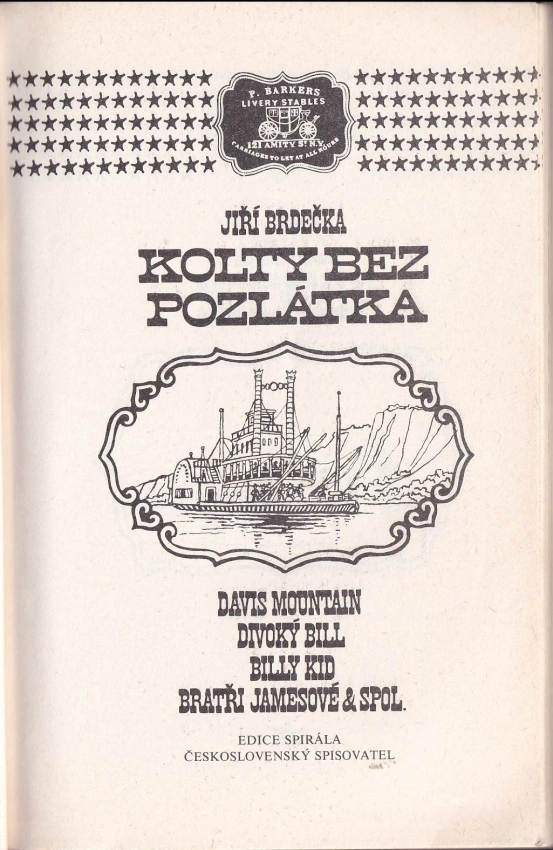 P. BARKERS
LIVERY STABLES
121 AMITY St. N.Y.
CARRIAGES TO LET AT ALL HOURS
JIŘÍ BRDEČKA
KOLTY BEZ
POZLÁTKA
DAVIS MOUNTAIN
DIVOKÝ BILL
BILLY KID
BRATŘI JAMESOVÉ & SPOL.
EDICE SPIRÁLA
ČESKOSLOVENSKÝ SPISOVATEL